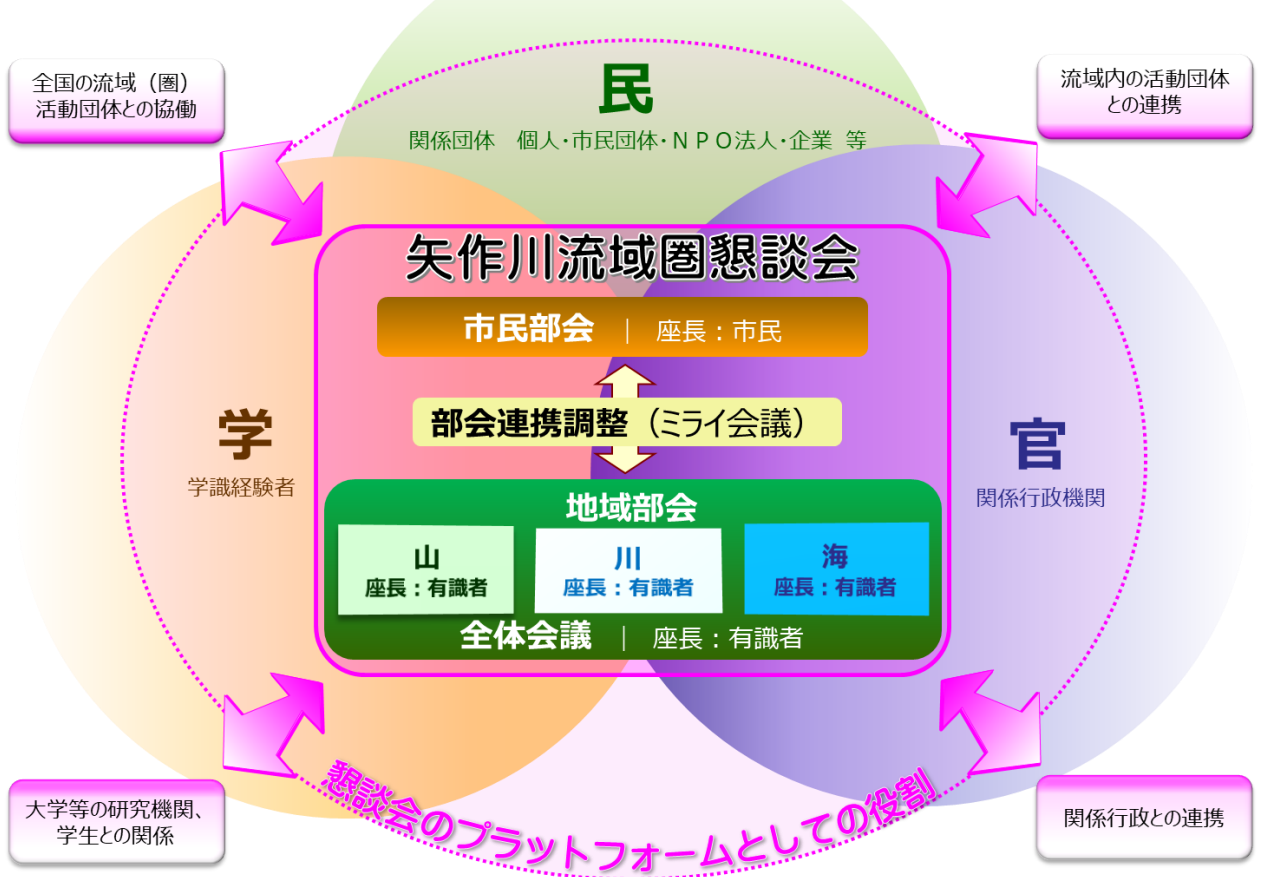 民
関係団体　個人・市民団体・ＮＰＯ法人・企業 等
全国の流域（圏）
活動団体との協働
流域内の活動団体
との連携
矢作川流域圏懇談会
市民部会 ｜ 座長：市民
部会連携調整（ミライ会議）
学
学識経験者
官
関係行政機関
地域部会
山
座長：有識者
川
座長：有識者
海
座長：有識者
全体会議 ｜ 座長：有識者
大学等の研究機関、
学生との関係
関係行政との連携
懇談会のプラットフォームとしての役割